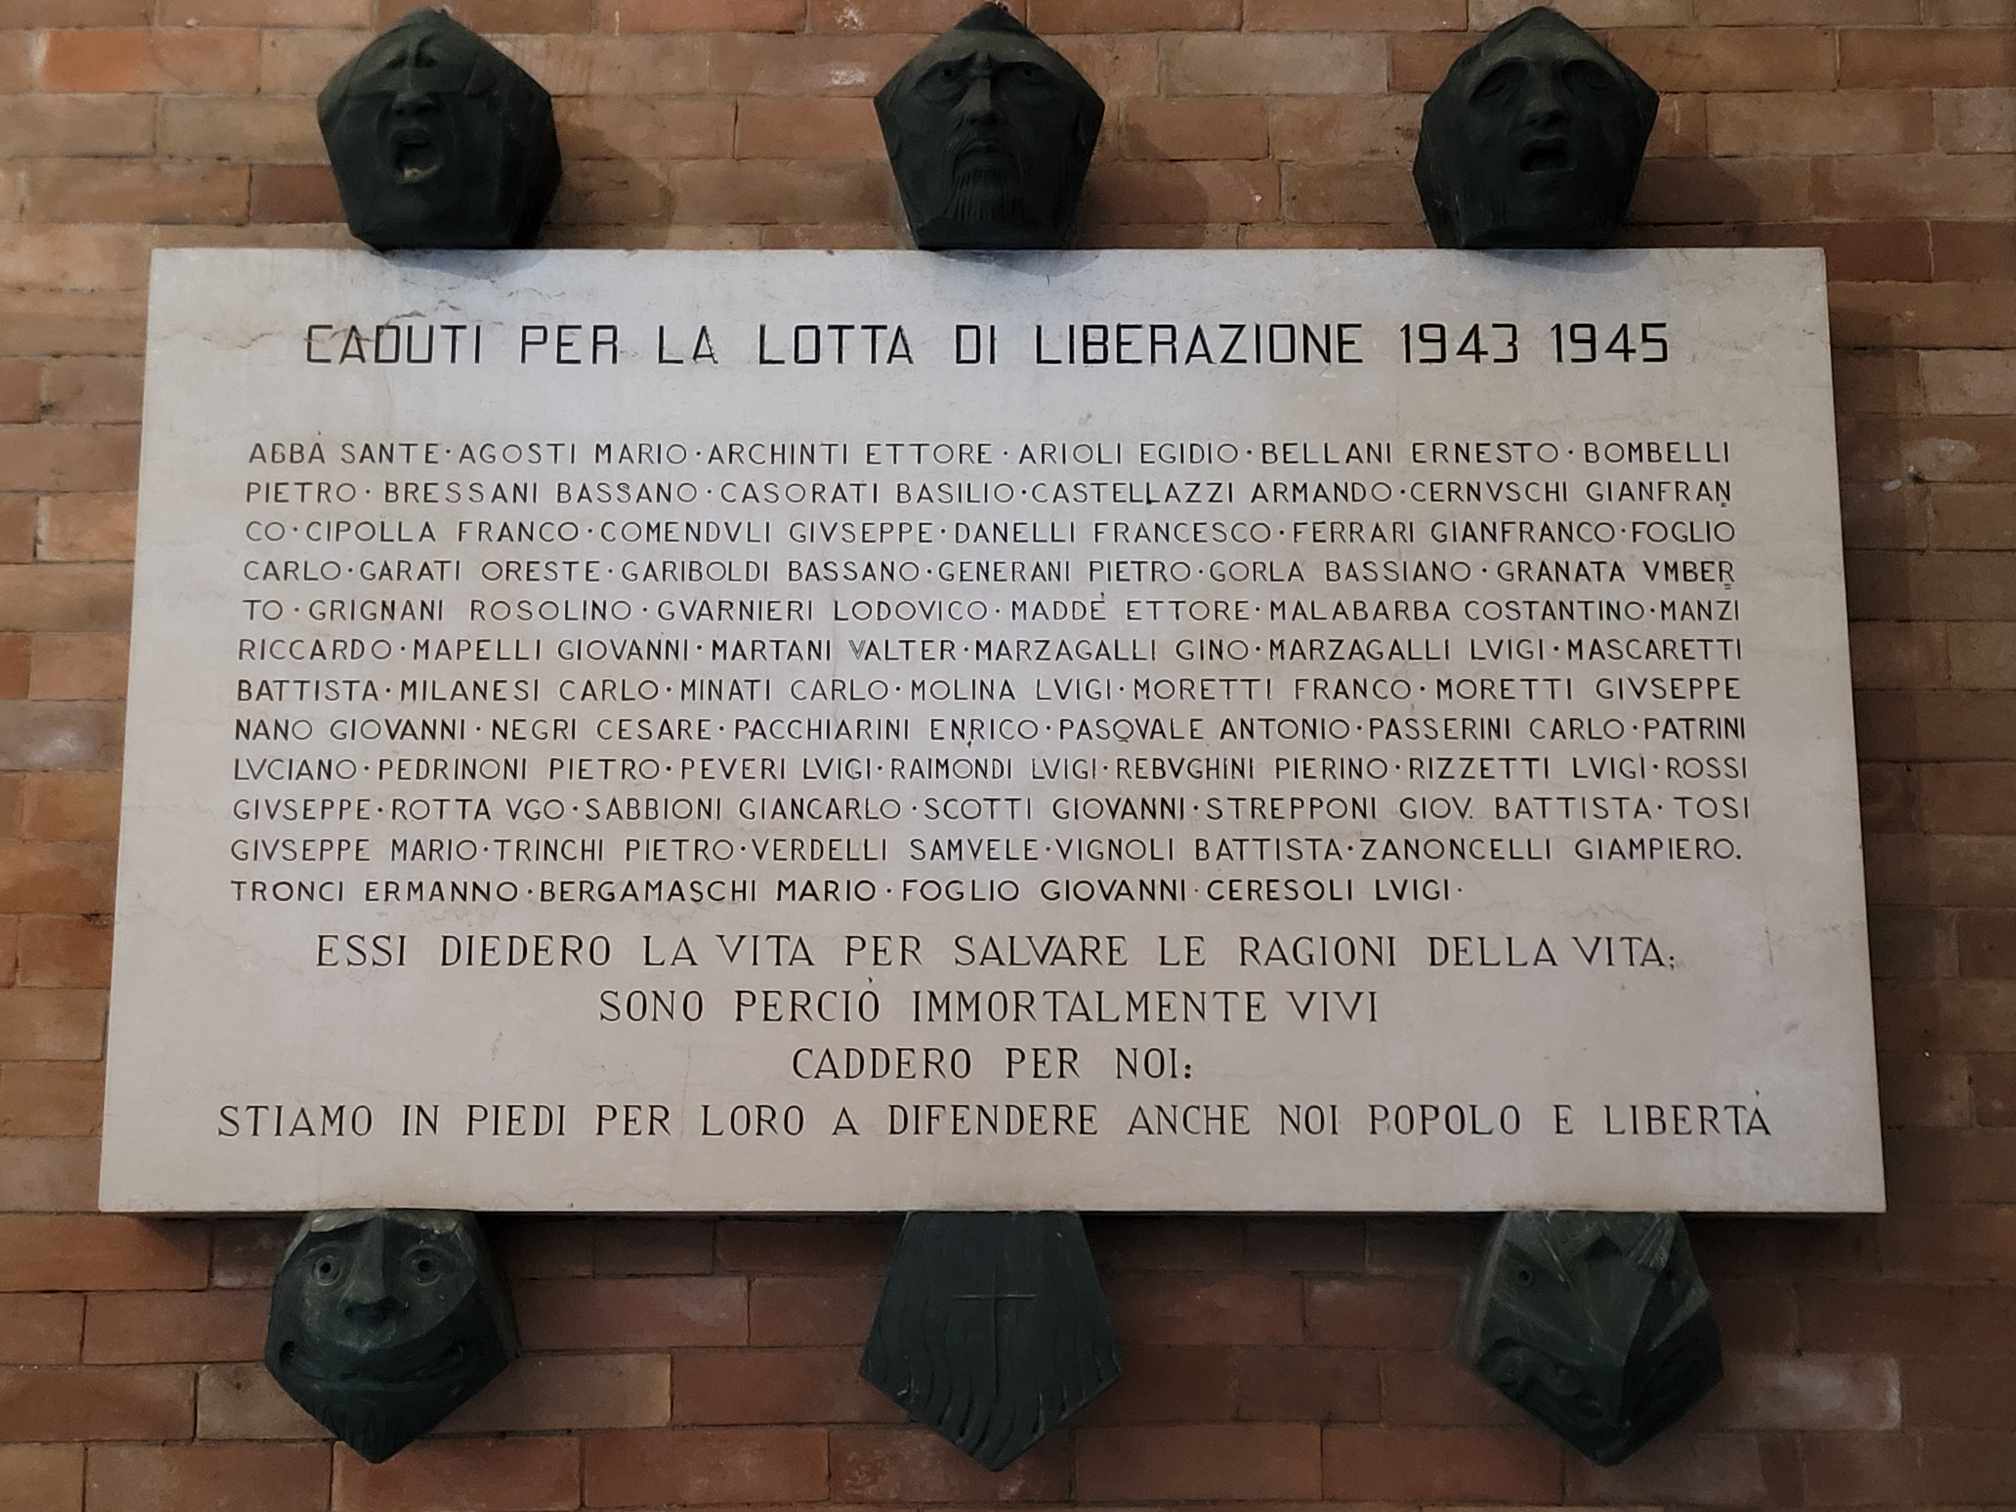 CADUTI PER LA LOTTA DI LIBERAZIONE 1943 1945
ABBÀ SANTE·AGOSTI MARIO·ARCHINTI ETTORE·ARIOLI EGIDIO·BELLANI ERNESTO·BOMBELLI
PIETRO·BRESSANI BASSANO·CASORATI BASILIO·CASTELLAZZI ARMANDO·CERNVSCHI GIANFRAN
CO·CIPOLLA FRANCO·COMENDVLI GIVSEPPE·DANELLI FRANCESCO·FERRARI GIANFRANCO·FOGLIO
CARLO·GARATI ORESTE·GARIBOLDI BASSANO·GENERANI PIETRO·GORLA BASSIANO·GRANATA VMBER
TO·GRIGNANI ROSOLINO·GVARNIERI LODOVICO·MADDÈ ETTORE·MALABARBA COSTANTINO·MANZI
RICCARDO·MAPELLI GIOVANNI·MARTANI VALTER·MARZAGALLI GINO·MARZAGALLI LVIGI·MASCARETTI
BATTISTA·MILANESI CARLO·MINATI CARLO·MOLINA LVIGI·MORETTI FRANCO·MORETTI GIVSEPPE
NANO GIOVANNI·NEGRI CESARE·PACCHIARINI ENRICO·PASQVALE ANTONIO·PASSERINI CARLO·PATRINI
LVCIANO·PEDRINONI PIETRO·PEVERI LVIGI·RAIMONDI LVIGI·REBVGHINI PIERINO·RIZZETTI LVIGI·ROSSI
GIVSEPPE·ROTTA VGO·SABBIONI GIANCARLO·SCOTTI GIOVANNI·STREPPONI GIOV. BATTISTA·TOSI
GIVSEPPE MARIO·TRINCHI PIETRO·VERDELLI SAMVELE·VIGNOLI BATTISTA·ZANONCELLI GIAMPIERO.
TRONCI ERMANNO·BERGAMASCHI MARIO·FOGLIO GIOVANNI·CERESOLI LVIGI·
ESSI DIEDERO LA VITA PER SALVARE LE RAGIONI DELLA VITA;
SONO PERCIÒ IMMORTALMENTE VIVI
CADDERO PER NOI:
STIAMO IN PIEDI PER LORO A DIFENDERE ANCHE NOI POPOLO E LIBERTÀ